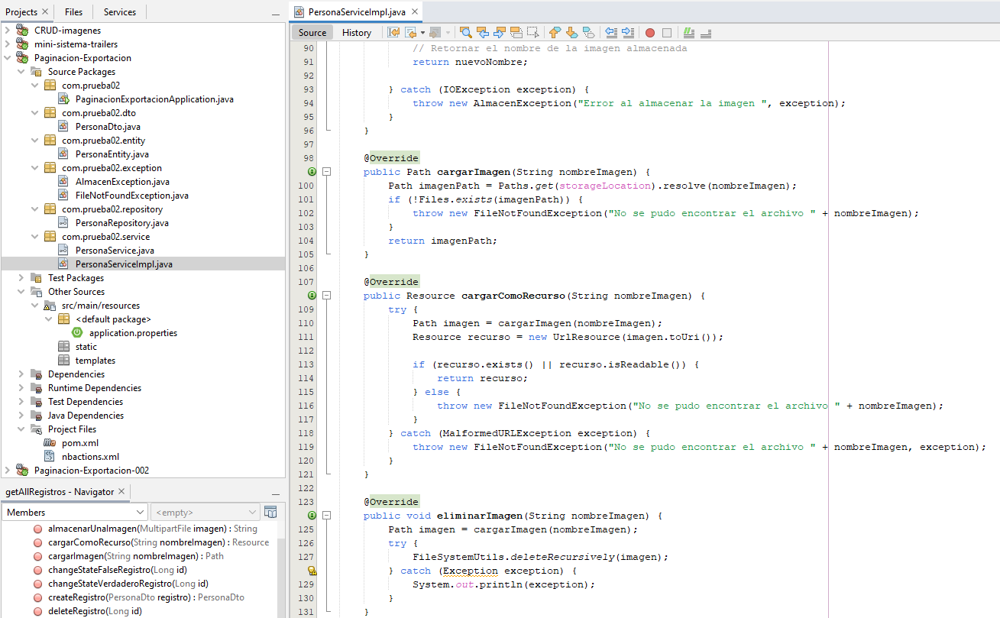 Projects Files Services
CRUD-imagenes
mini-sistema-trailers
Paginacion-Exportacion
Source Packages
com.prueba02
PaginacionExportacionApplication.java
com.prueba02.dto
PersonaDto.java
com.prueba02.entity
PersonaEntity.java
com.prueba02.exception
AlmacenException.java
FileNotFoundException.java
com.prueba02.repository
PersonaRepository.java
com.prueba02.service
PersonaService.java
PersonaServiceImpl.java
Test Packages
Other Sources
src/main/resources
<default package>
application.properties
static
templates
Dependencies
Runtime Dependencies
Test Dependencies
Java Dependencies
Project Files
pom.xml
nbactions.xml
Paginacion-Exportacion-002
getAllRegistros - Navigator
Members <empty>
almacenarUnaImagen(MultipartFile imagen) : String
cargarComoRecurso(String nombreImagen) : Resource
cargarImagen(String nombreImagen) : Path
changeStateFalseRegistro(Long id)
changeStateVerdaderoRegistro(Long id)
createRegistro(PersonaDto registro) : PersonaDto
deleteRegistro(Long id)
PersonaServiceImpl.java
Source History
90 // Retornar el nombre de la imagen almacenada
91 return nuevoNombre;
92
93 } catch (IOException exception) {
94 throw new AlmacenException("Error al almacenar la imagen ", exception);
95 }
96 }
97
98 @Override
public Path cargarImagen(String nombreImagen) {
100 Path imagenPath = Paths.get(storageLocation).resolve(nombreImagen);
101 if (!Files.exists(imagenPath)) {
102 throw new FileNotFoundException("No se pudo encontrar el archivo " + nombreImagen);
103 }
104 return imagenPath;
105 }
106
107 @Override
public Resource cargarComoRecurso(String nombreImagen) {
109 try {
110 Path imagen = cargarImagen(nombreImagen);
111 Resource recurso = new UrlResource(imagen.toUri());
112
113 if (recurso.exists() || recurso.isReadable()) {
114 return recurso;
115 } else {
116 throw new FileNotFoundException("No se pudo encontrar el archivo " + nombreImagen);
117 }
118 } catch (MalformedURLException exception) {
119 throw new FileNotFoundException("No se pudo encontrar el archivo " + nombreImagen, exception);
120 }
121 }
122
123 @Override
public void eliminarImagen(String nombreImagen) {
125 Path imagen = cargarImagen(nombreImagen);
126 try {
127 FileSystemUtils.deleteRecursively(imagen);
} catch (Exception exception) {
129 System.out.println(exception);
130 }
131 }